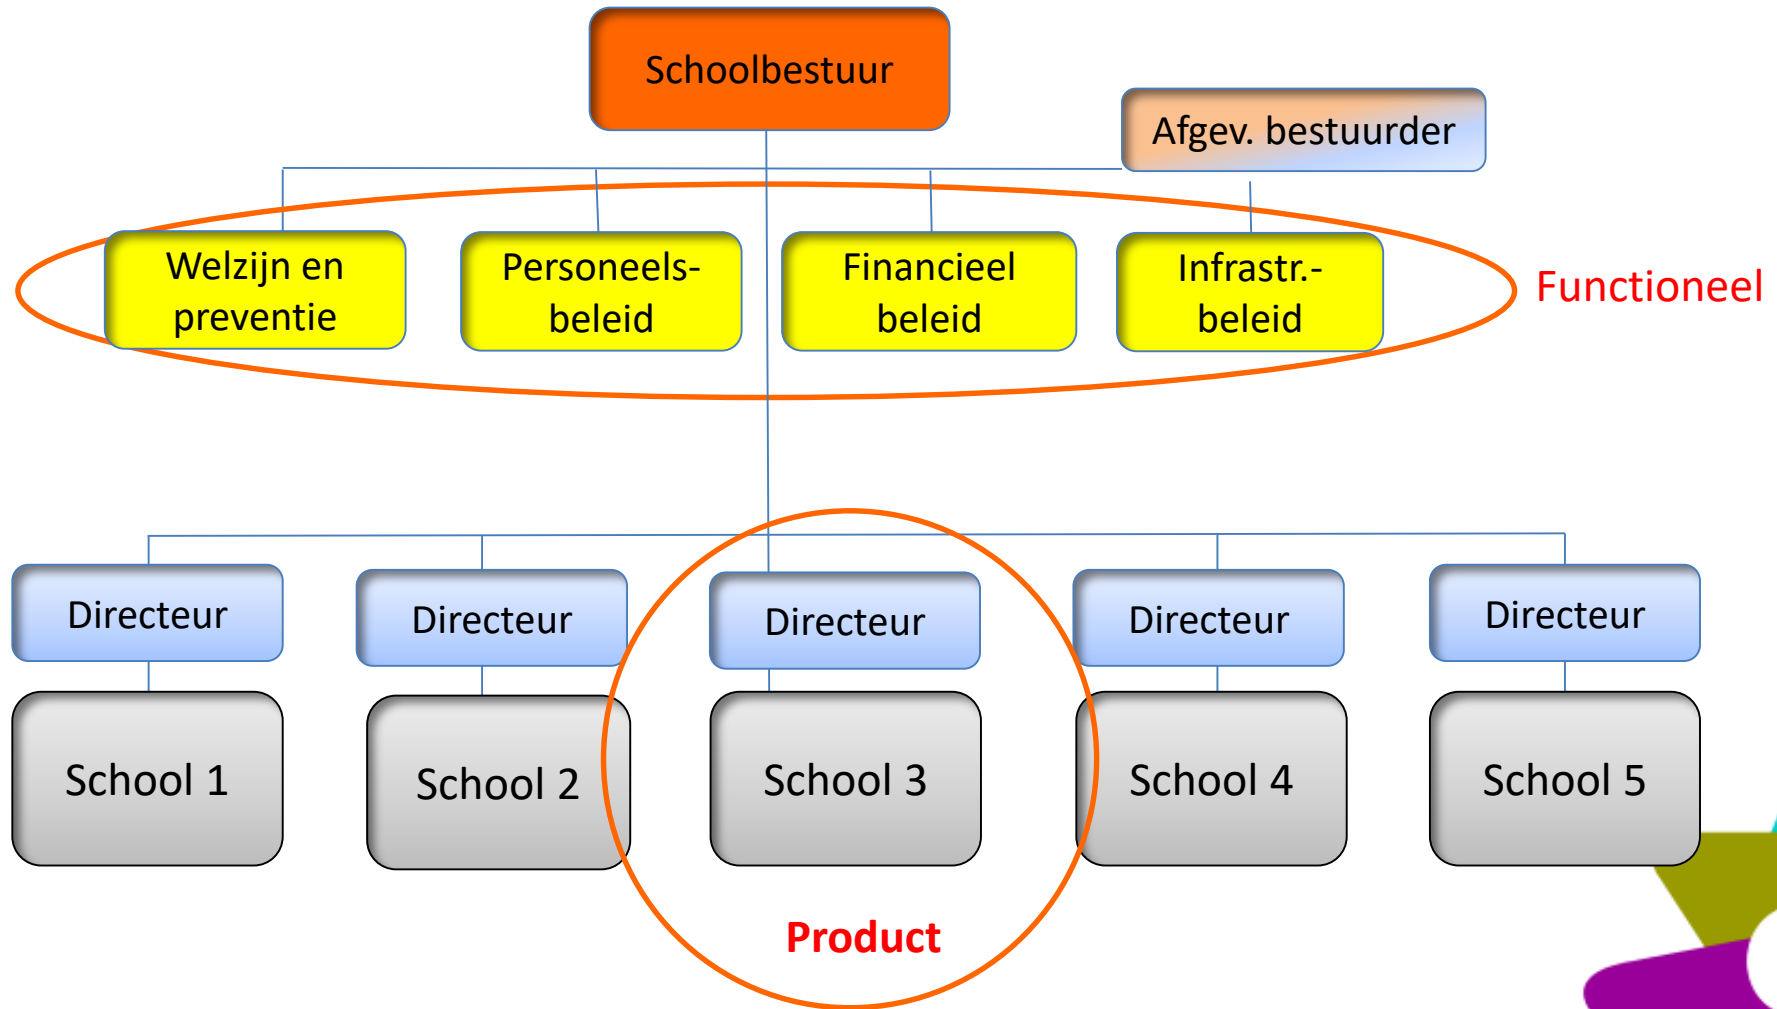 Schoolbestuur
Afgev. bestuurder
Welzijn en
preventie
Personeels-
beleid
Financieel
beleid
Infrastr.-
beleid
Functioneel
Directeur
Directeur
Directeur
Directeur
Directeur
School 1
School 2
School 3
School 4
School 5
Product